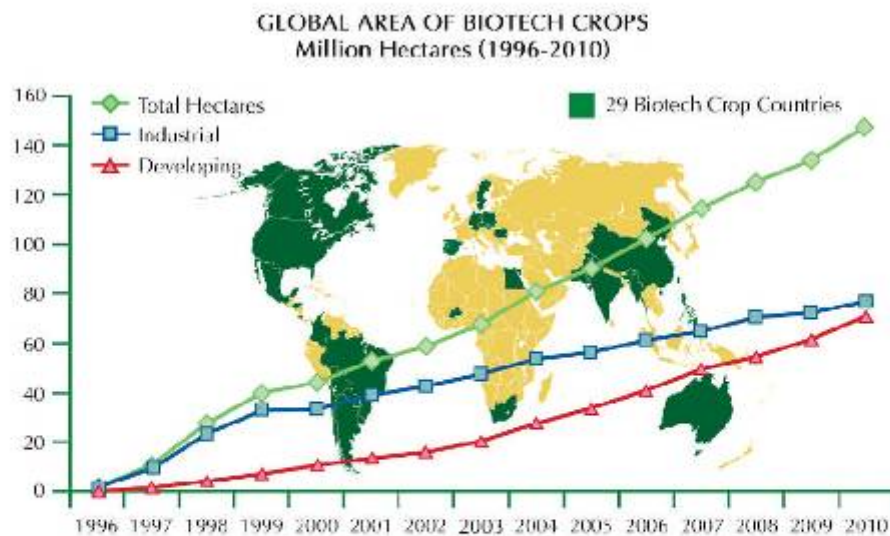 GLOBAL AREA OF BIOTECH CROPS
Million Hectares (1996-2010)
160
Total Hectares
29 Biotech Crop Countries
Industrial
140
Developing
120
100
80
60
40
20
0
1996 1997 1998 1999 2000 2001 2002 2003 2004 2005 2006 2007 2008 2009 2010